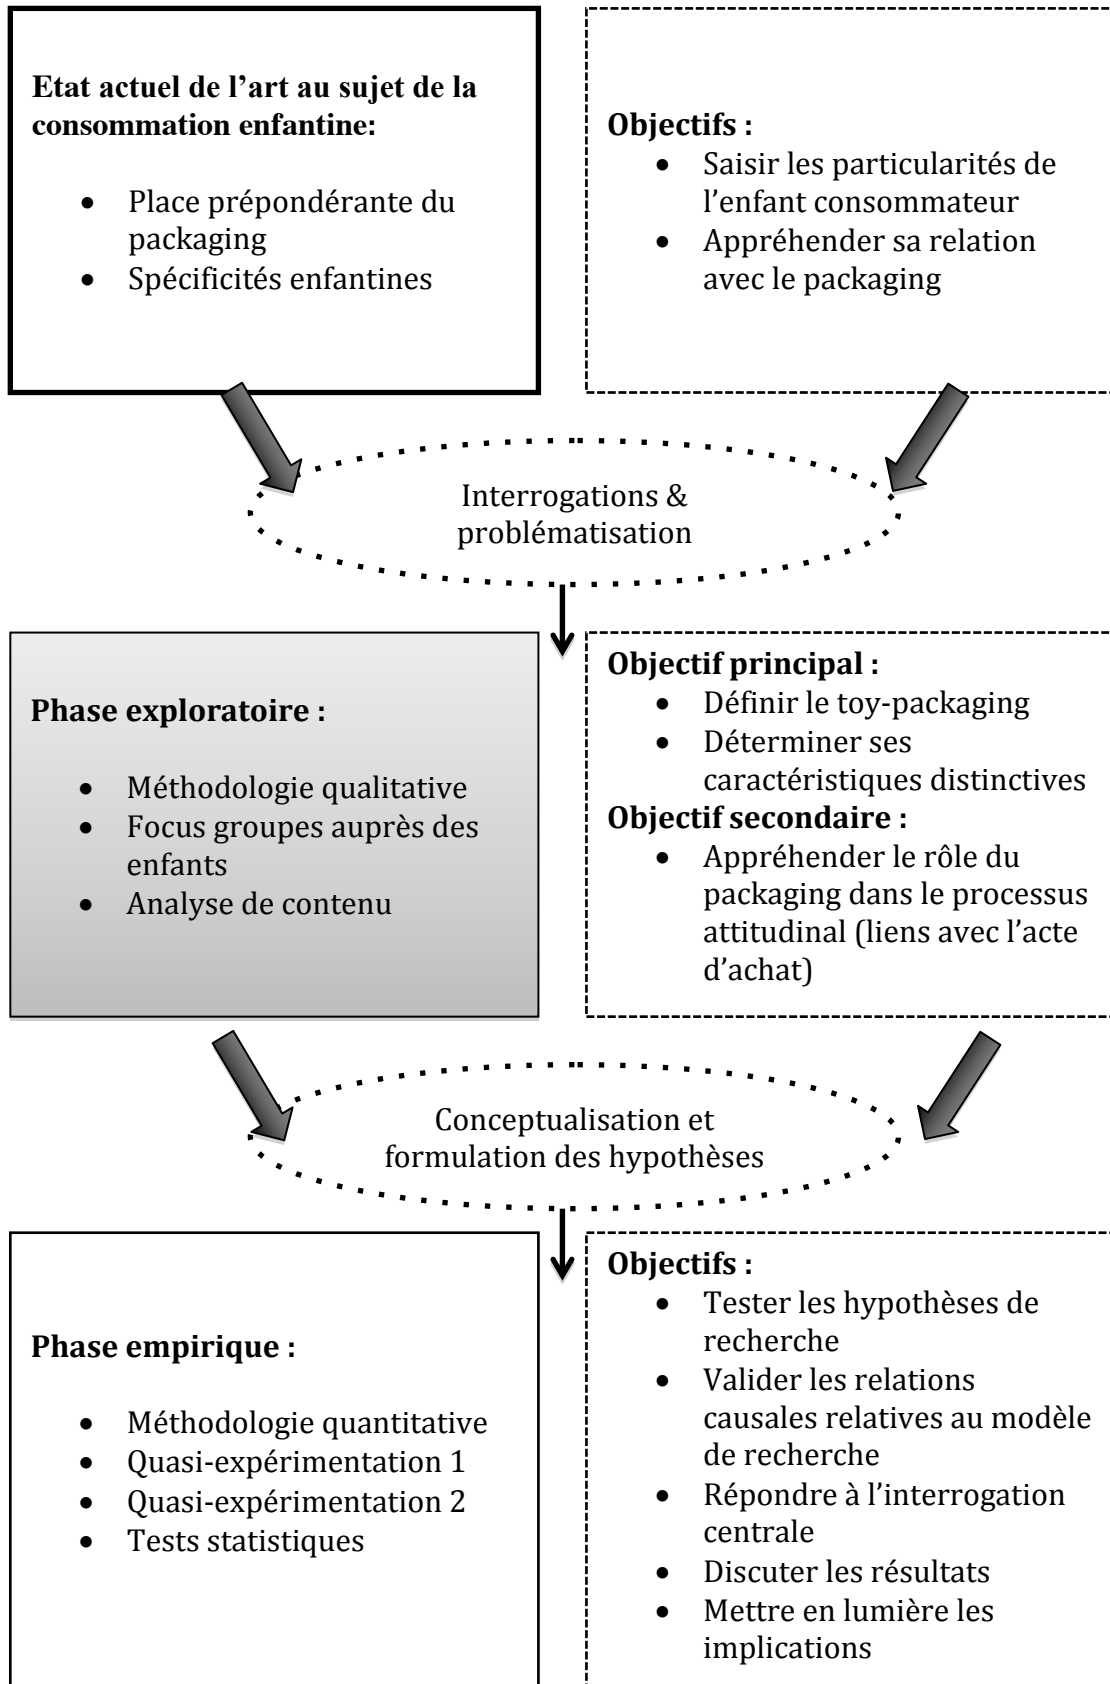 Etat actuel de l’art au sujet de la
consommation enfantine:
• Place prépondérante du
packaging
• Spécificités enfantines
Objectifs :
• Saisir les particularités de
l’enfant consommateur
• Appréhender sa relation
avec le packaging
Interrogations &
problématisation
Phase exploratoire :
• Méthodologie qualitative
• Focus groupes auprès des
enfants
• Analyse de contenu
Objectif principal :
• Définir le toy-packaging
• Déterminer ses
caractéristiques distinctives
Objectif secondaire :
• Appréhender le rôle du
packaging dans le processus
attitudinal (liens avec l’acte
d’achat)
Conceptualisation et
formulation des hypothèses
Phase empirique :
• Méthodologie quantitative
• Quasi-expérimentation 1
• Quasi-expérimentation 2
• Tests statistiques
Objectifs :
• Tester les hypothèses de
recherche
• Valider les relations
causales relatives au modèle
de recherche
• Répondre à l’interrogation
centrale
• Discuter les résultats
• Mettre en lumière les
implications